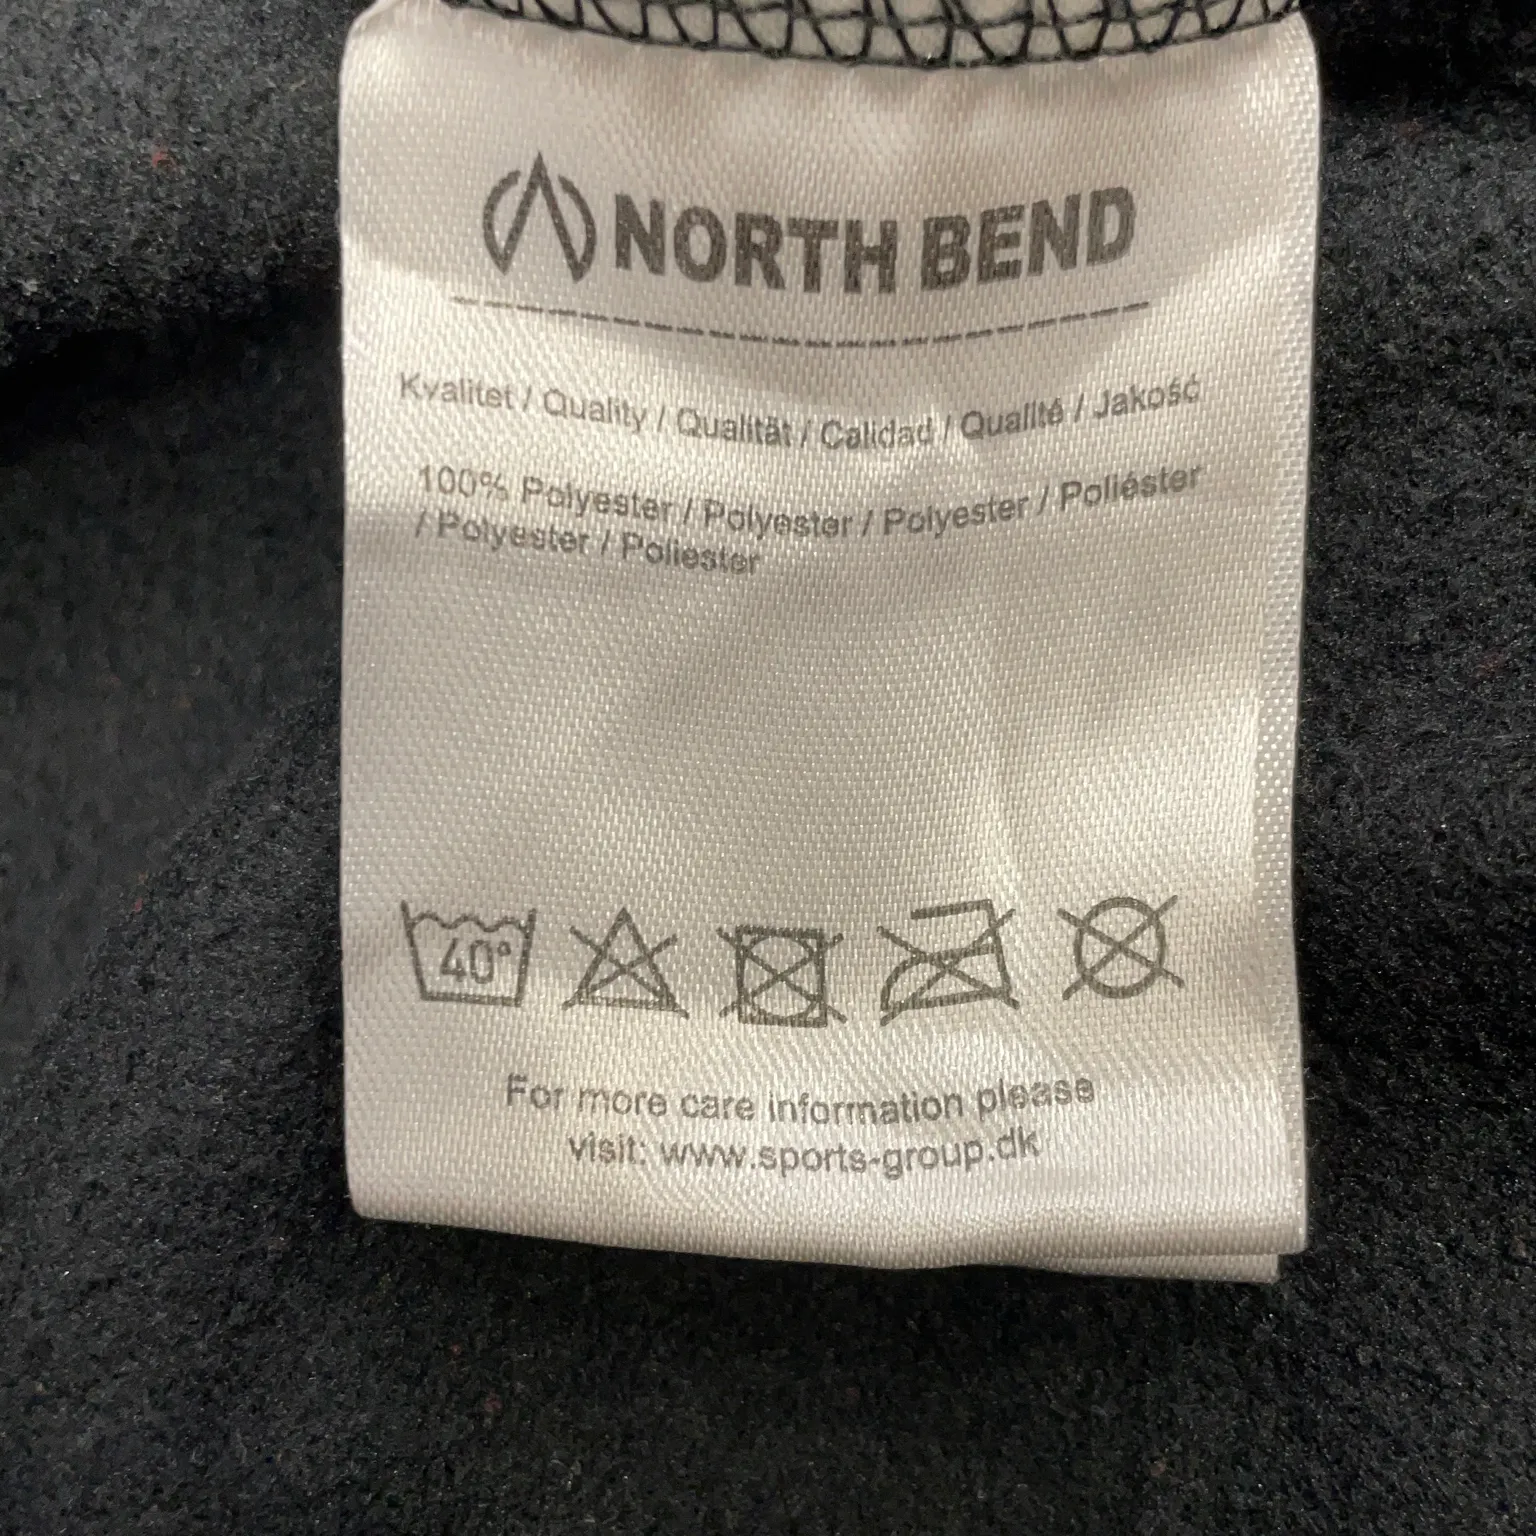 NORTH BEND
Kvalitet / Quality / Qualität / Calidad / Qualité / Jakość
100% Polyester / Polyester / Polyester / Poliéster
/ Polyester / Poliester
40°
For more care information please
visit: www.sports-group.dk